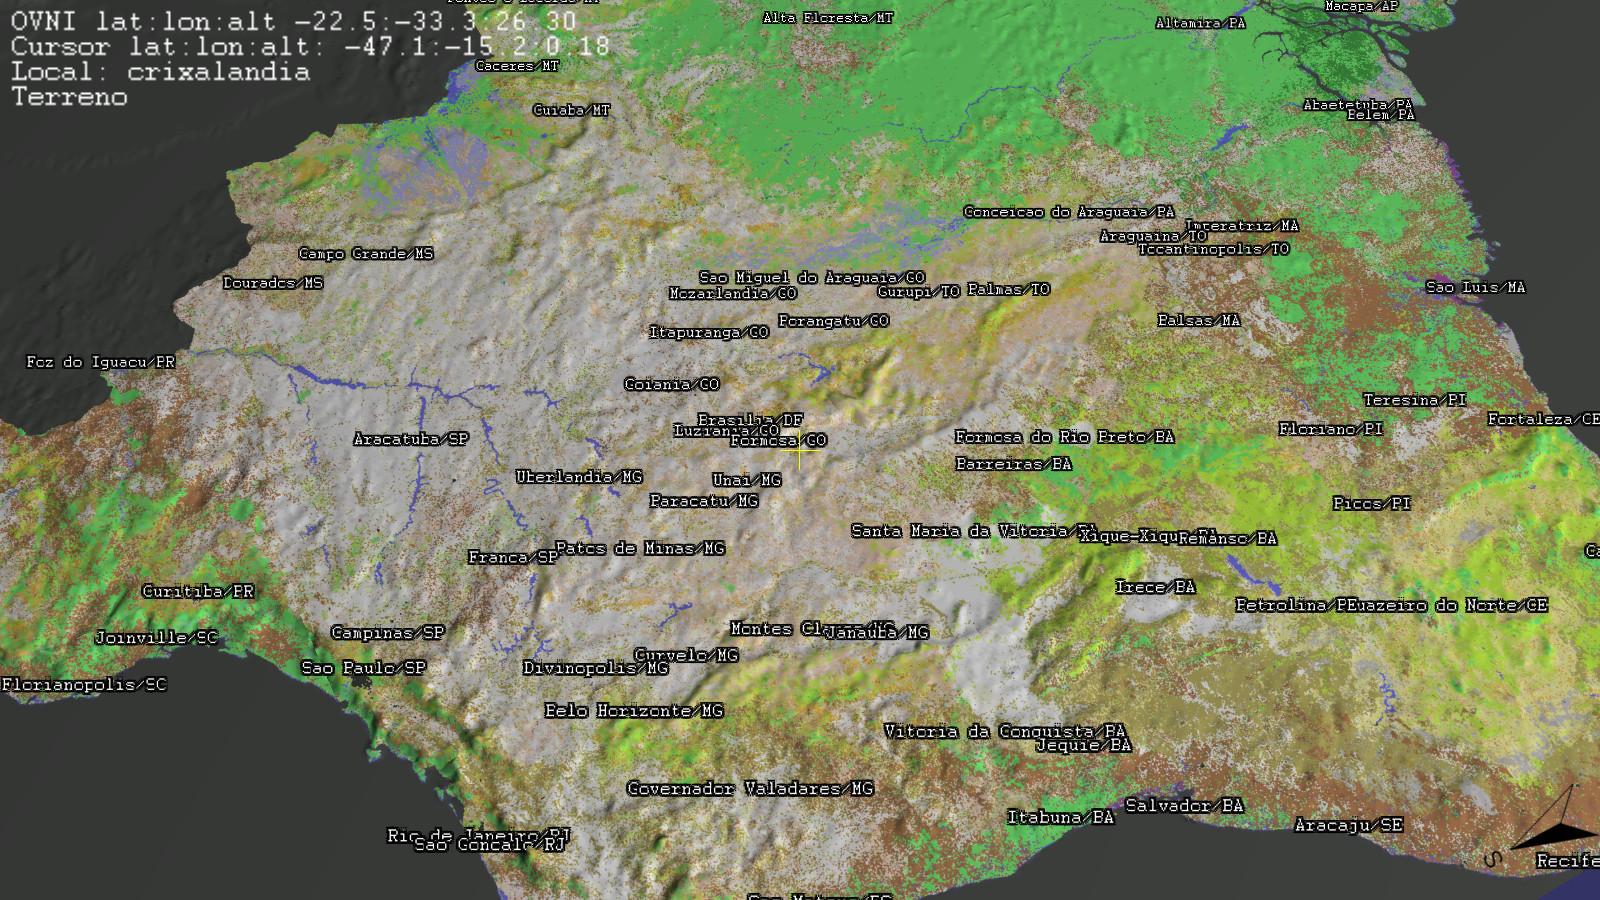 OVNI lat:lon:alt -22.5:-33.3:26.30
Cursor lat:lon:alt: -47.1:-15.2:0.18
Local: crixalandia
Terreno
Alta Floresta/MT
Altamira/PA
Macapa/AP
Caceres/MT
Cuiaba/MT
Abaetetuba/PA
Belem/PA
Conceicao do Araguaia/PA
Imperatriz/MA
Araguaina/TO
Tocantinopolis/TO
Campo Grande/MS
Dourados/MS
Sao Miguel do Araguaia/GO
Mozarlandia/GO
Gurupi/TO
Palmas/TO
Sao Luis/MA
Porangatu/GO
Itapuranga/GO
Balsas/MA
Foz do Iguacu/PR
Goiania/GO
Teresina/PI
Brasilia/DF
Luziania/GO
Formosa/GO
Fortaleza/CE
Floriano/PI
Aracatuba/SP
Formosa do Rio Preto/BA
Barreiras/BA
Uberlandia/MG
Unai/MG
Paracatu/MG
Picos/PI
Santa Maria da Vitoria/BA
Xique-Xique/BA
Remanso/BA
Franca/SP
Patos de Minas/MG
Irece/BA
Curitiba/PR
Petrolina/PE
Juazeiro do Norte/CE
Joinville/SC
Campinas/SP
Montes Claros/MG
Janauba/MG
Curvelo/MG
Sao Paulo/SP
Divinopolis/MG
Florianopolis/SC
Belo Horizonte/MG
Vitoria da Conquista/BA
Jequie/BA
Governador Valadares/MG
Itabuna/BA
Salvador/BA
Aracaju/SE
Rio de Janeiro/RJ
Sao Goncalo/RJ
S
Recife